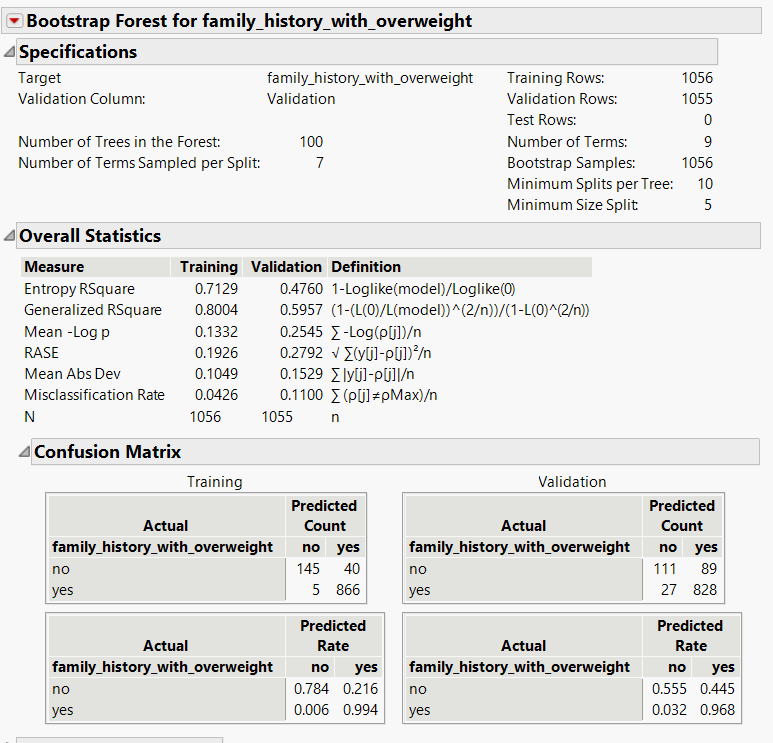 Bootstrap Forest for family_history_with_overweight
Specifications
Target family_history_with_overweight Training Rows: 1056
Validation Column: Validation Validation Rows: 1055
Test Rows: 0
Number of Trees in the Forest: 100 Number of Terms: 9
Number of Terms Sampled per Split: 7 Bootstrap Samples: 1056
Minimum Splits per Tree: 10
Minimum Size Split: 5
Overall Statistics
Measure Training Validation Definition
Entropy RSquare 0.7129 0.4760 1-Loglike(model)/Loglike(0)
Generalized RSquare 0.8004 0.5957 (1-(L(0)/L(model))^(2/n))/(1-L(0)^(2/n))
Mean -Log p 0.1332 0.2545 ∑ -Log(ρ[j])/n
RASE 0.1926 0.2792 √ ∑(y[j]-ρ[j])²/n
Mean Abs Dev 0.1049 0.1529 ∑ |y[j]-ρ[j]|/n
Misclassification Rate 0.0426 0.1100 ∑ (ρ[j]≠ρMax)/n
N 1056 1055 n
Confusion Matrix
Training Validation
Predicted Predicted
Actual Count Actual Count
family_history_with_overweight no yes family_history_with_overweight no yes
no 145 40 no 111 89
yes 5 866 yes 27 828
Predicted Predicted
Actual Rate Actual Rate
family_history_with_overweight no yes family_history_with_overweight no yes
no 0.784 0.216 no 0.555 0.445
yes 0.006 0.994 yes 0.032 0.968